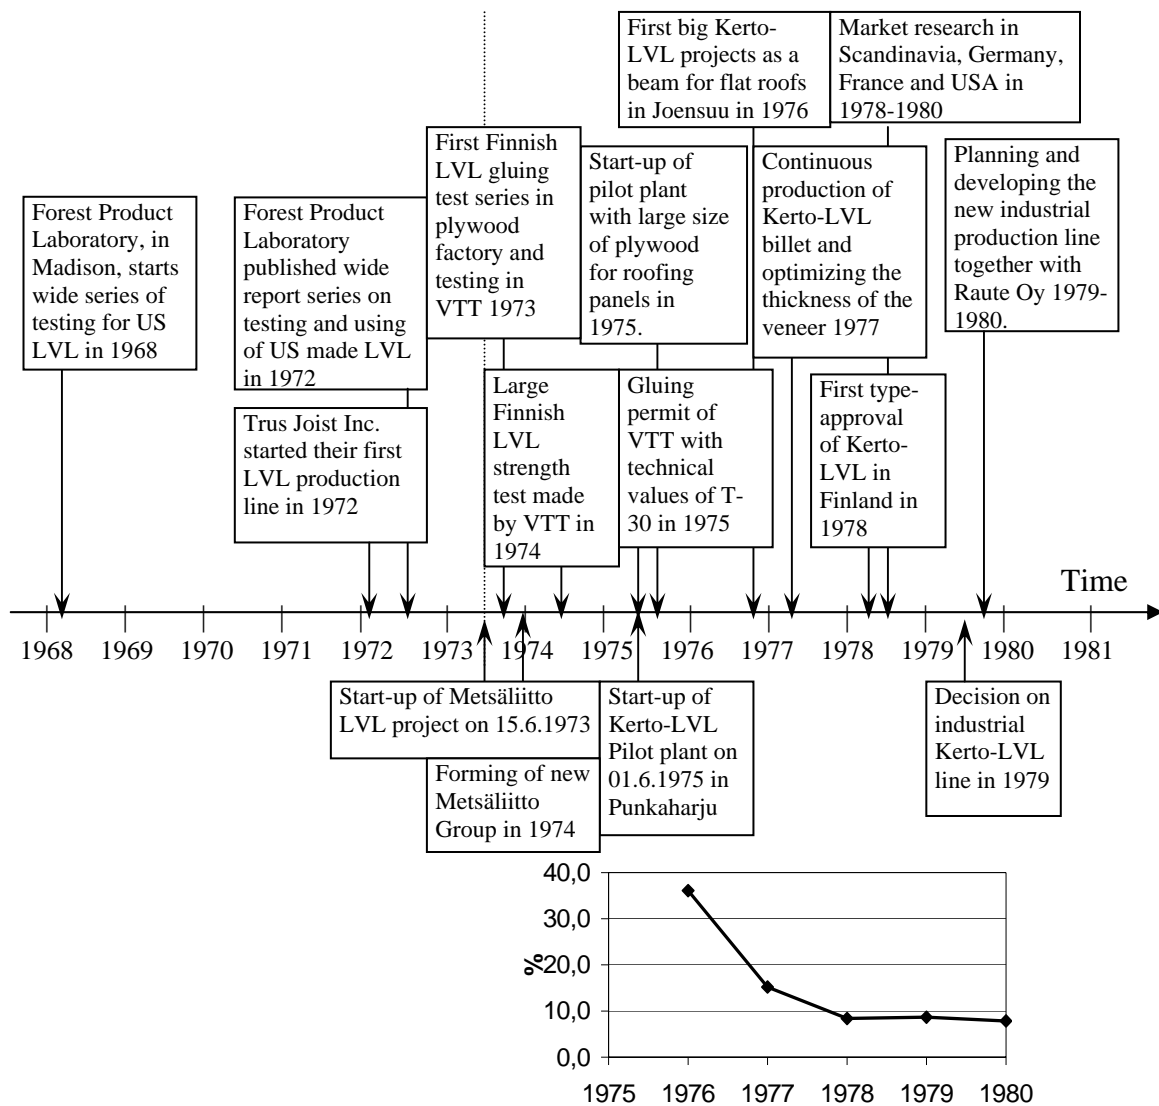 First big Kerto-
LVL projects as a
beam for flat roofs
in Joensuu in 1976
Market research in
Scandinavia, Germany,
France and USA in
1978-1980
First Finnish
LVL gluing
test series in
plywood
factory and
testing in
VTT 1973
Start-up of
pilot plant
with large size
of plywood
for roofing
panels in
1975.
Continuous
production of
Kerto-LVL
billet and
optimizing the
thickness of the
veneer 1977
Planning and
developing the
new industrial
production line
together with
Raute Oy 1979-
1980.
Forest Product
Laboratory, in
Madison, starts
wide series of
testing for US
LVL in 1968
Forest Product
Laboratory
published wide
report series on
testing and using
of US made LVL
in 1972
Trus Joist Inc.
started their first
LVL production
line in 1972
Large
Finnish
LVL
strength
test made
by VTT in
1974
Gluing
permit of
VTT with
technical
values of T-
30 in 1975
First type-
approval
of Kerto-
LVL in
Finland in
1978
Time
1968 1969 1970 1971 1972 1973 1974 1975 1976 1977 1978 1979 1980 1981
Start-up of Metsäliitto
LVL project on 15.6.1973
Forming of new
Metsäliitto
Group in 1974
Start-up of
Kerto-LVL
Pilot plant on
01.6.1975 in
Punkaharju
Decision on
industrial
Kerto-LVL
line in 1979
%
40,0
30,0
20,0
10,0
0,0
1975 1976 1977 1978 1979 1980